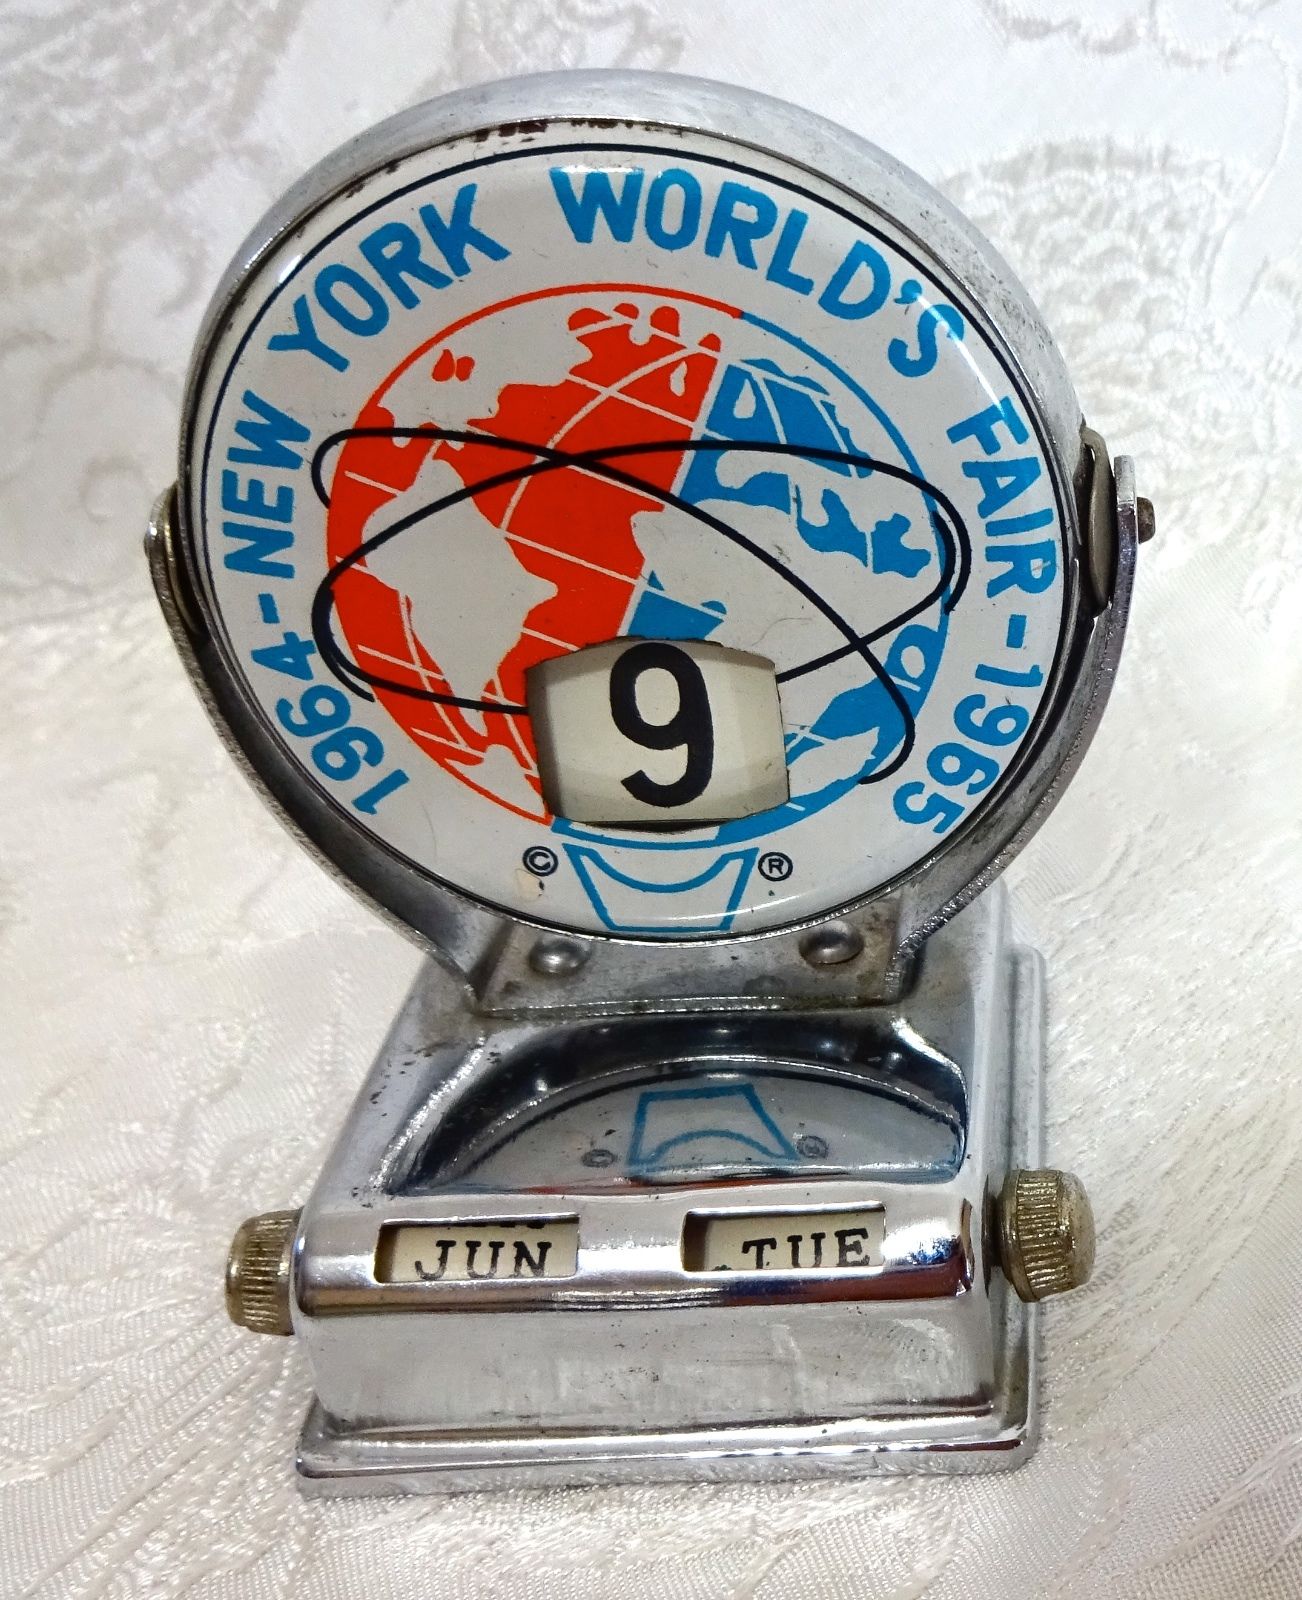 1964-NEW YORK WORLD'S FAIR-1965
9
© ®
JUN TUE